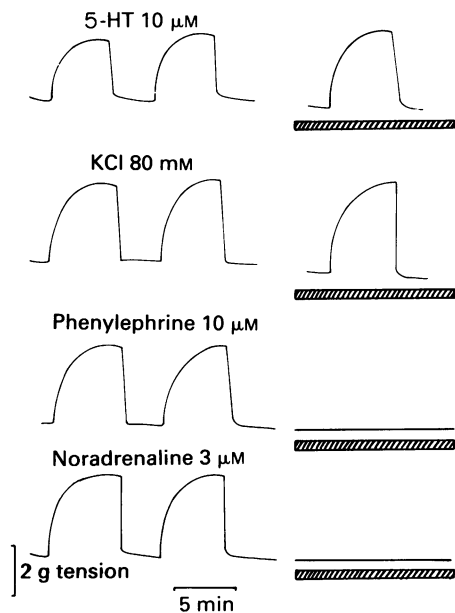 5-HT 10 μM
KCl 80 mM
Phenylephrine 10 μM
Noradrenaline 3 μM
2 g tension
5 min